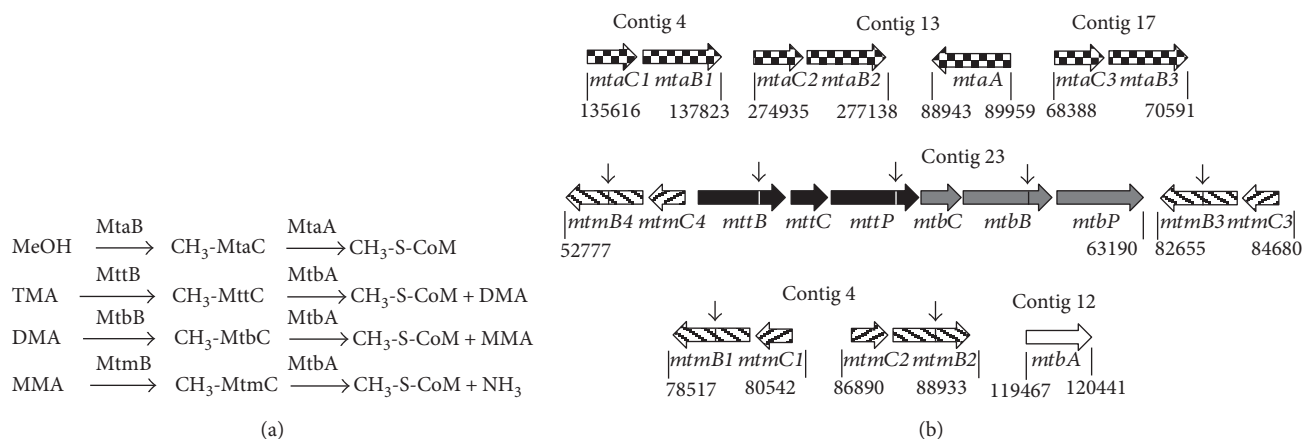 MeOH MtaB CH₃-MtaC MtaA CH₃-S-CoM
TMA MttB CH₃-MttC MtbA CH₃-S-CoM + DMA
DMA MtbB CH₃-MtbC MtbA CH₃-S-CoM + MMA
MMA MtmB CH₃-MtmC MtbA CH₃-S-CoM + NH₃
(a)
Contig 4 Contig 13 Contig 17
mtaC1 mtaB1 mtaC2 mtaB2 mtaA mtaC3 mtaB3
135616 137823 274935 277138 88943 89959 68388 70591
Contig 23
mtmB4 mtmC4 mttB mttC mttP mtbC mtbB mtbP mtmB3 mtmC3
52777 63190 82655 84680
Contig 4 Contig 12
mtmB1 mtmC1 mtmC2 mtmB2 mtbA
78517 80542 86890 88933 119467 120441
(b)